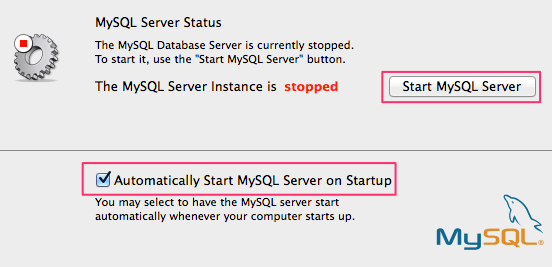 MySQL Server Status
The MySQL Database Server is currently stopped.
To start it, use the "Start MySQL Server" button.
The MySQL Server Instance is stopped
Start MySQL Server
Automatically Start MySQL Server on Startup
You may select to have the MySQL server start
automatically whenever your computer starts up.
MySQL®